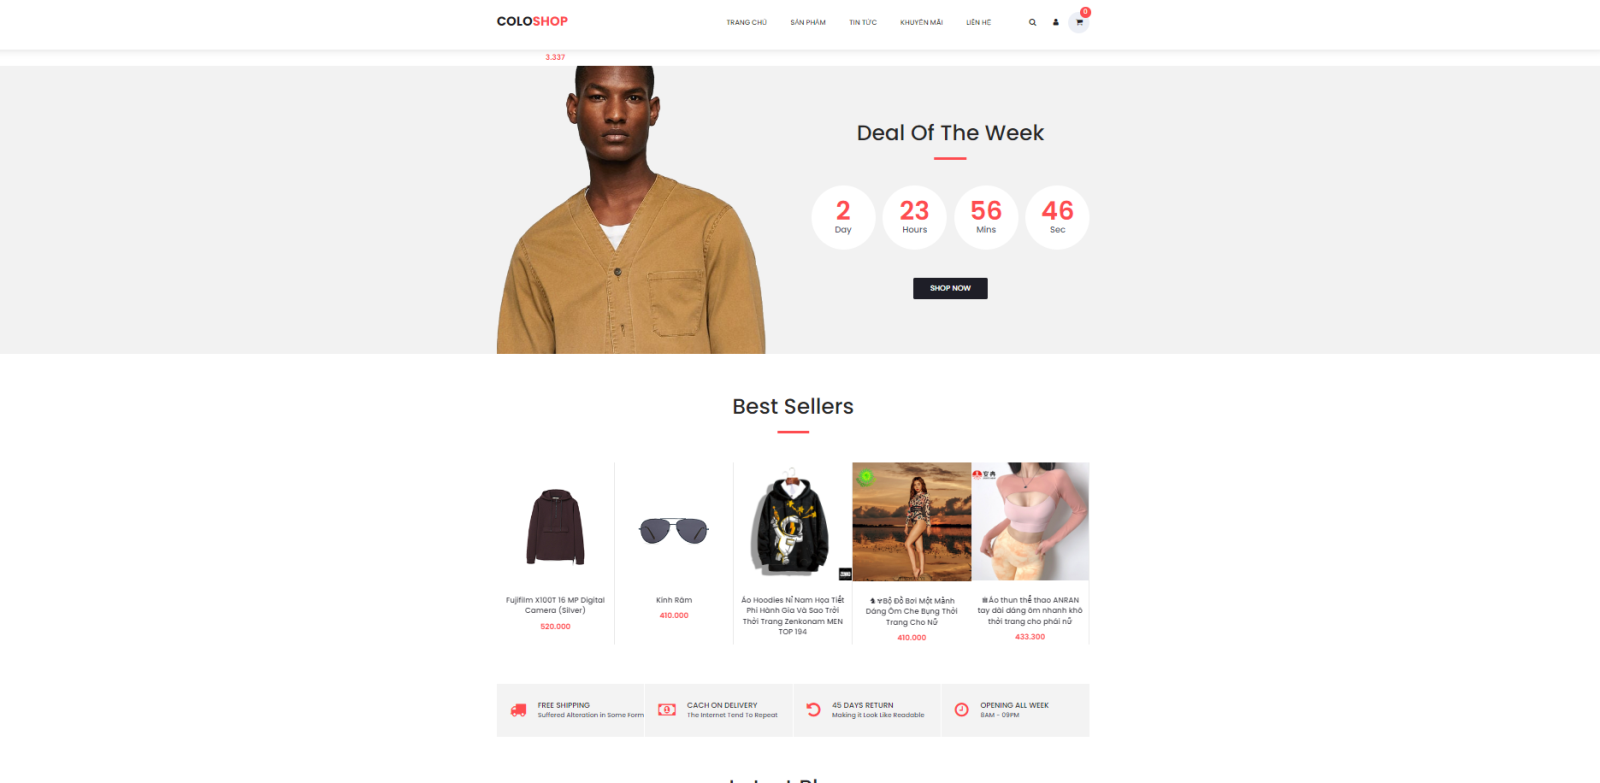 COLOSHOP
TRANG CHỦ
SẢN PHẨM
TIN TỨC
KHUYẾN MÃI
LIÊN HỆ
0
3.337
Deal Of The Week
2
Day
23
Hours
56
Mins
46
Sec
SHOP NOW
Best Sellers
Fujifilm X100T 16 MP Digital
Camera (Silver)
520.000
Kính Râm
410.000
Áo Hoodies Nỉ Nam Họa Tiết
Phi Hành Gia Và Sao Trời
Thời Trang Zenkonam MEN
TOP 194
Bộ Đồ Bơi Một Mảnh
Dáng Ôm Che Bụng Thời
Trang Cho Nữ
410.000
Áo thun thể thao ANRAN
tay dài dáng ôm nhanh khô
thời trang cho phái nữ
433.300
FREE SHIPPING
Suffered Alteration in Some Form
CACH ON DELIVERY
The Internet Tend To Repeat
45 DAYS RETURN
Making it Look Like Readable
OPENING ALL WEEK
8AM - 09PM